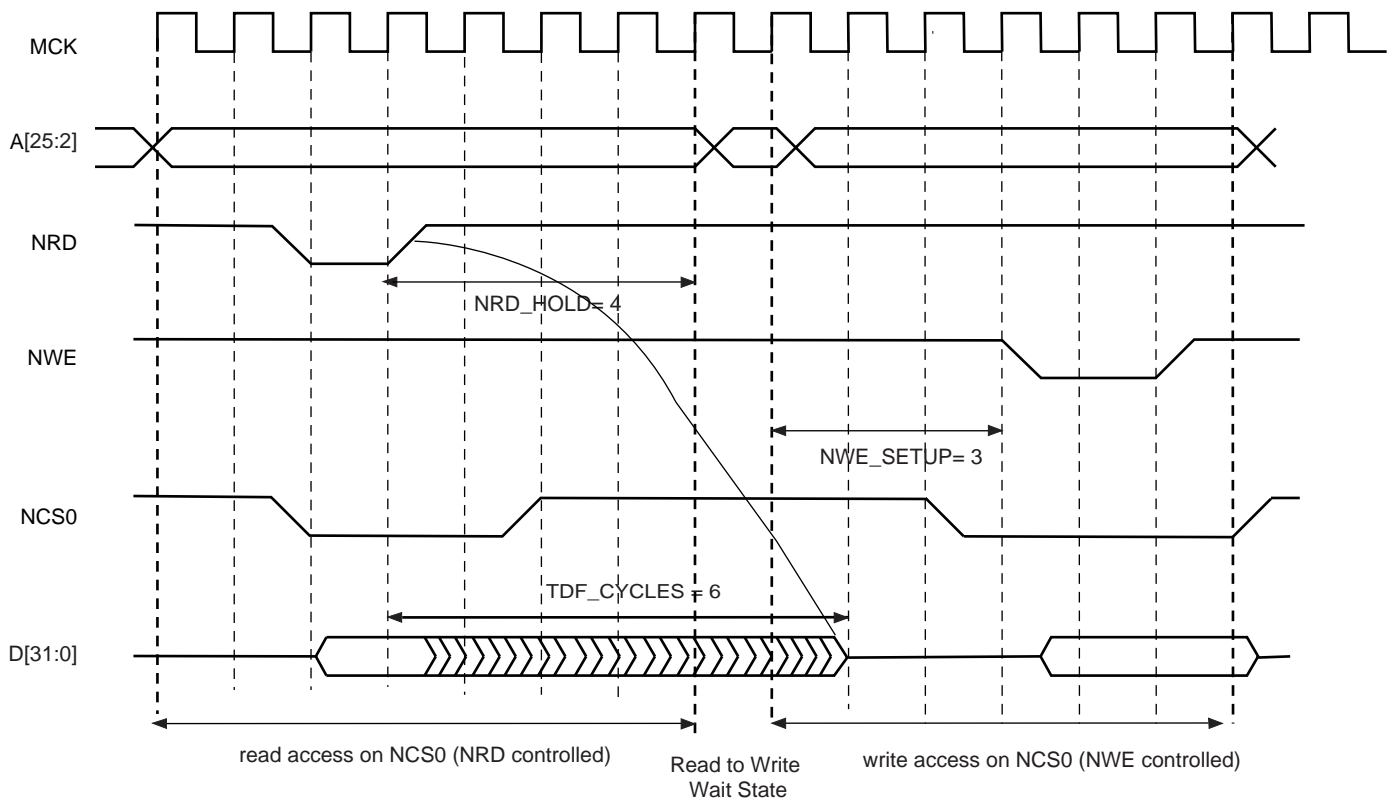 MCK
A[25:2]
NRD
NRD_HOLD= 4
NWE
NWE_SETUP= 3
NCS0
TDF_CYCLES = 6
D[31:0]
read access on NCS0 (NRD controlled)
Read to Write
Wait State
write access on NCS0 (NWE controlled)